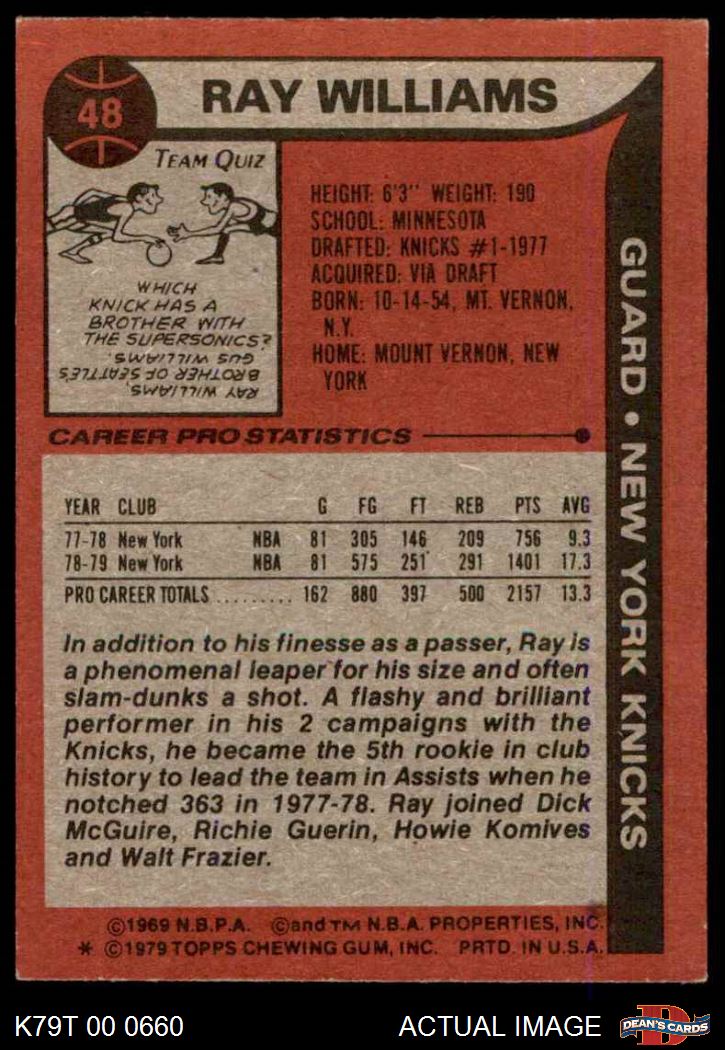 48
RAY WILLIAMS
TEAM QUIZ
WHICH
KNICK HAS A
BROTHER WITH
THE SUPERSONICS?
RAY WILLIAMS,
BROTHER OF SEATTLE'S
GUS WILLIAMS.
HEIGHT: 6'3" WEIGHT: 190
SCHOOL: MINNESOTA
DRAFTED: KNICKS #1-1977
ACQUIRED: VIA DRAFT
BORN: 10-14-54, MT. VERNON,
N.Y.
HOME: MOUNT VERNON, NEW
YORK
GUARD • NEW YORK KNICKS
CAREER PRO STATISTICS
YEAR CLUB G FG FT REB PTS AVG
77-78 New York NBA 81 305 146 209 756 9.3
78-79 New York NBA 81 575 251 291 1401 17.3
PRO CAREER TOTALS ......... 162 880 397 500 2157 13.3
In addition to his finesse as a passer, Ray is
a phenomenal leaper for his size and often
slam-dunks a shot. A flashy and brilliant
performer in his 2 campaigns with the
Knicks, he became the 5th rookie in club
history to lead the team in Assists when he
notched 363 in 1977-78. Ray joined Dick
McGuire, Richie Guerin, Howie Komives
and Walt Frazier.
©1969 N.B.P.A. ©and TM N.B.A. PROPERTIES, INC.
* ©1979 TOPPS CHEWING GUM, INC. PRTD. IN U.S.A.
K79T 00 0660
ACTUAL IMAGE
D
DEAN'S CARDS